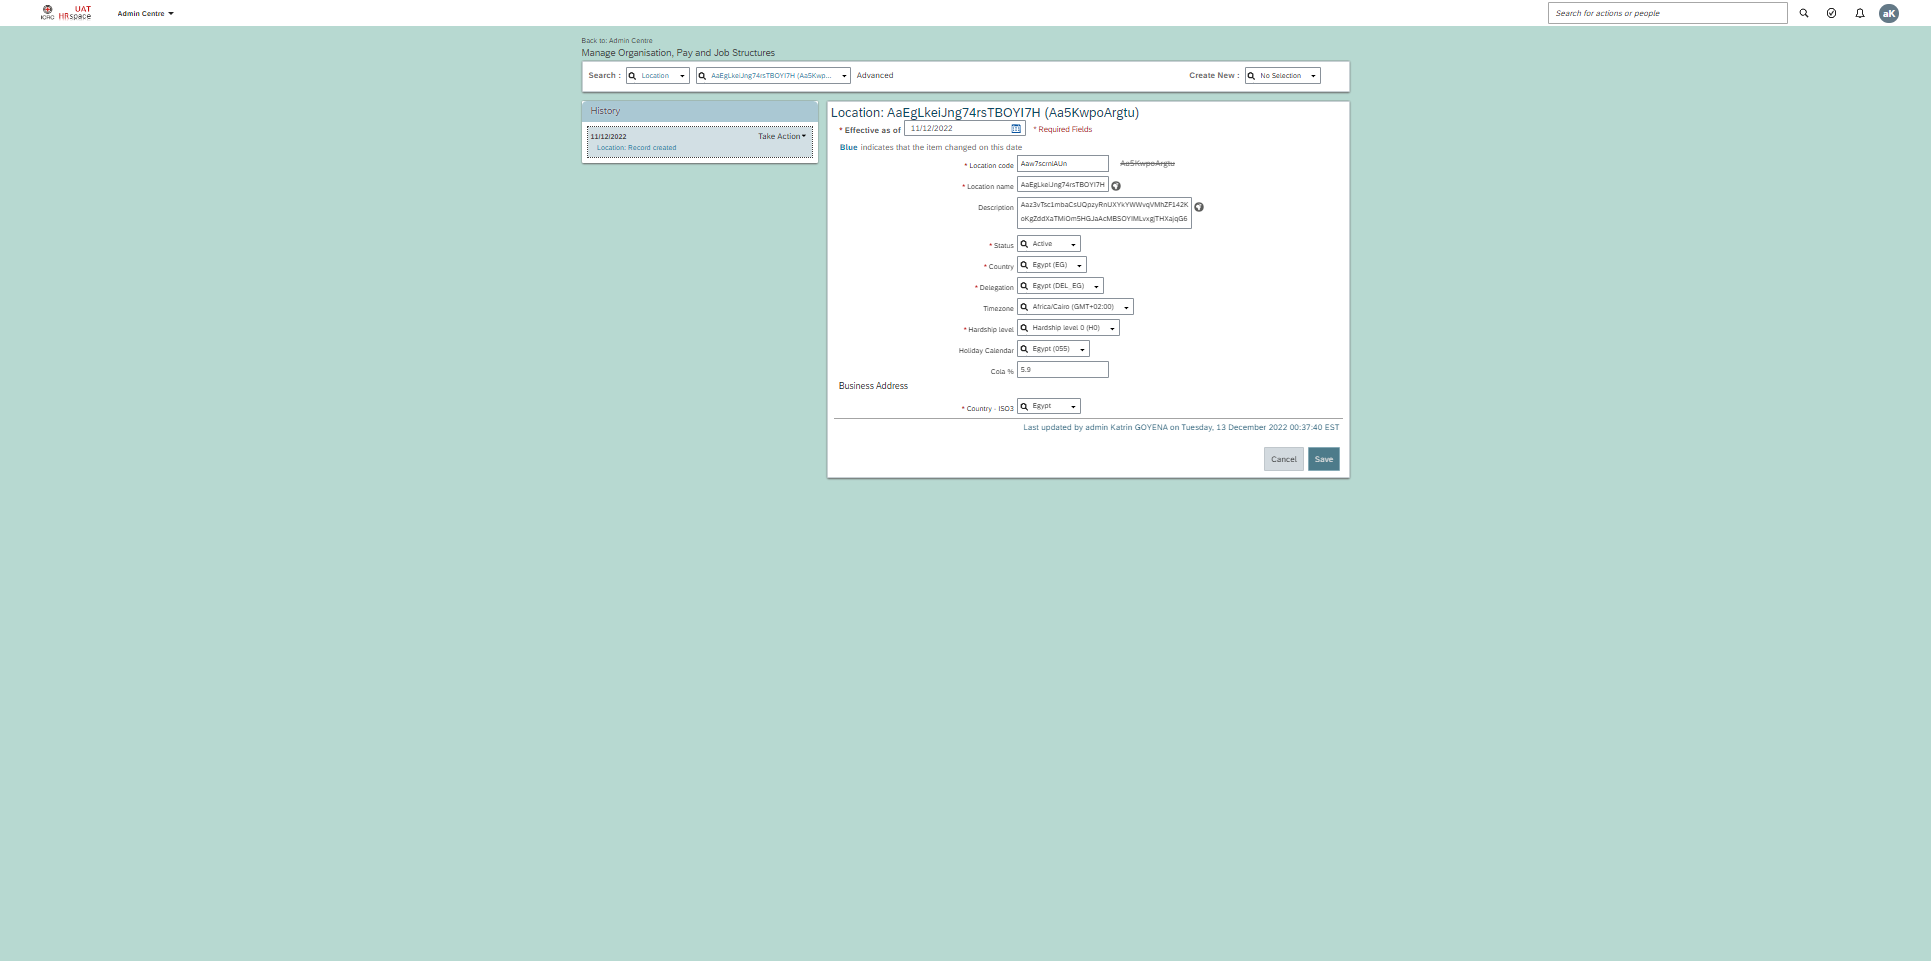 ICRC
UAT
HRspace
Admin Centre
Search for actions or people
aK
Back to: Admin Centre
Manage Organisation, Pay and Job Structures
Search :
Location
AaEgLkeiJng74rsTBOYI7H (Aa5Kwp...
Advanced
Create New :
No Selection
History
11/12/2022
Take Action
Location: Record created
Location: AaEgLkeiJng74rsTBOYI7H (Aa5KwpoArgtu)
* Effective as of
11/12/2022
* Required Fields
Blue indicates that the item changed on this date
* Location code
Aa5KwpoArgtu
* Location name
AaEgLkeiJng74rsTBOYI7H
Description
* Status
Active
* Country
Egypt (EG)
* Delegation
Egypt (DEL_EG)
Timezone
Africa/Cairo (GMT+02:00)
* Hardship level
Hardship level 0 (H0)
Holiday Calendar
Egypt (055)
Cola %
5.9
Business Address
* Country - ISO3
Egypt
Last updated by admin Katrin GOYENA on Tuesday, 13 December 2022 00:37:40 EST
Cancel
Save